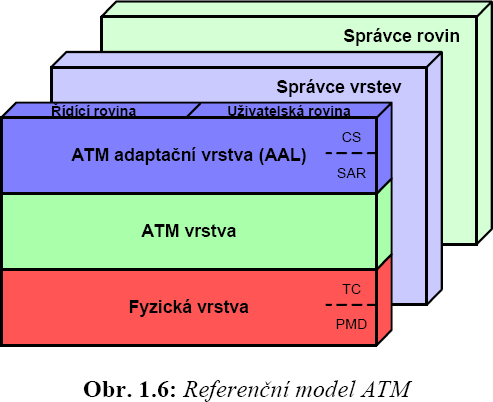 Správce rovin
Správce vrstev
Řídící rovina
Uživatelská rovina
ATM adaptační vrstva (AAL)
CS
SAR
ATM vrstva
Fyzická vrstva
TC
PMD
Obr. 1.6: Referenční model ATM